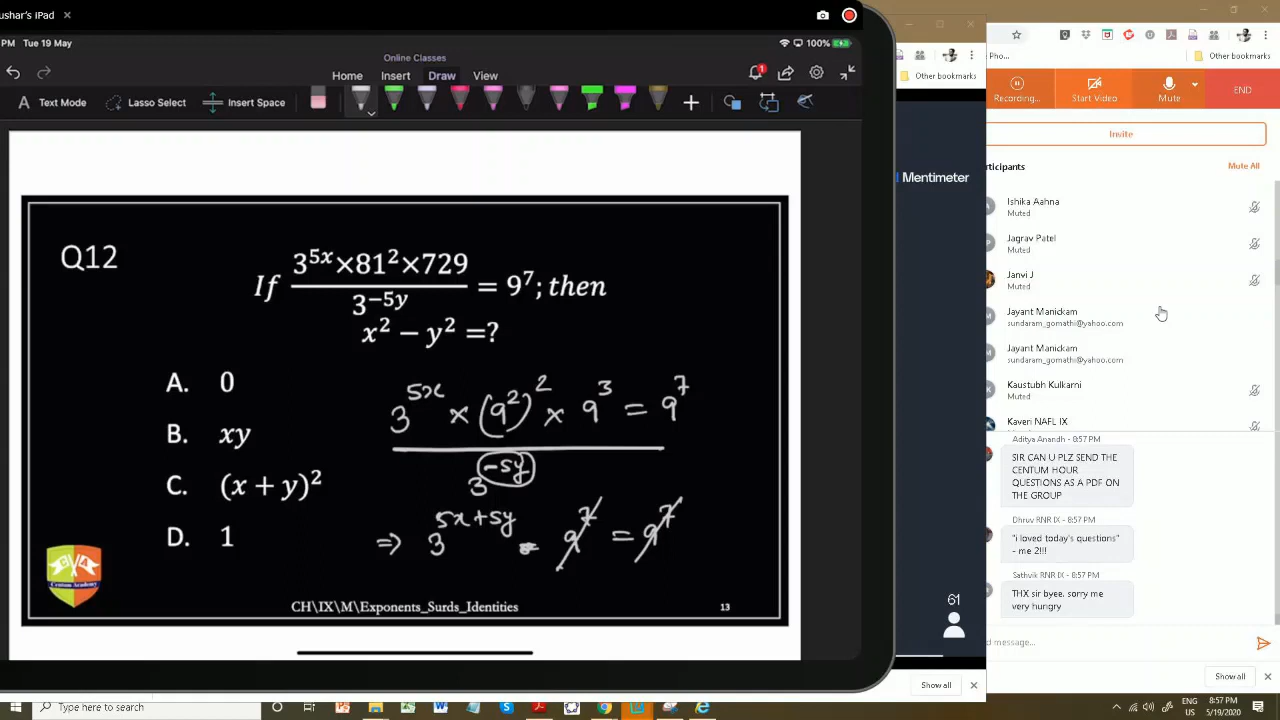 ushar's iPad ×
PM Tue 19 May
100%
Online Classes
Home Insert Draw View
1
Text Mode Lasso Select Insert Space
Q12
If 3^{5x}×81^2×729 / 3^{-5y} = 9^7; then
x^2 − y^2 =?
A. 0
B. xy
C. (x + y)^2
D. 1
3^{5x} × (9^2)^2 × 9^3 = 9^7
3^{-5y}
⇒ 3^{5x+5y} 9^7 = 9^7
Centum Academy
CH\IX\M\Exponents_Surds_Identities
13
Other bookmarks
Mentimeter
61
Show all
Pho...
Other bookmarks
Recording... Start Video Mute END
Invite
rticipants Mute All
Ishika Aahna
Muted
Jagrav Patel
Muted
Janvi J
Muted
Jayant Manickam
sundaram_gomathi@yahoo.com
Jayant Manickam
sundaram_gomathi@yahoo.com
Kaustubh Kulkarni
Muted
Kaveri NAFL IX
Aditya Anandh - 8:57 PM
SIR CAN U PLZ SEND THE
CENTUM HOUR
QUESTIONS AS A PDF ON
THE GROUP
Dhruv RNR IX - 8:57 PM
"i loved today's questions"
- me 2!!!
Sathvik RNR IX - 8:57 PM
THX sir byee. sorry me
very hungry
d message...
Show all
Type here to search
ENG
US
8:57 PM
5/19/2020